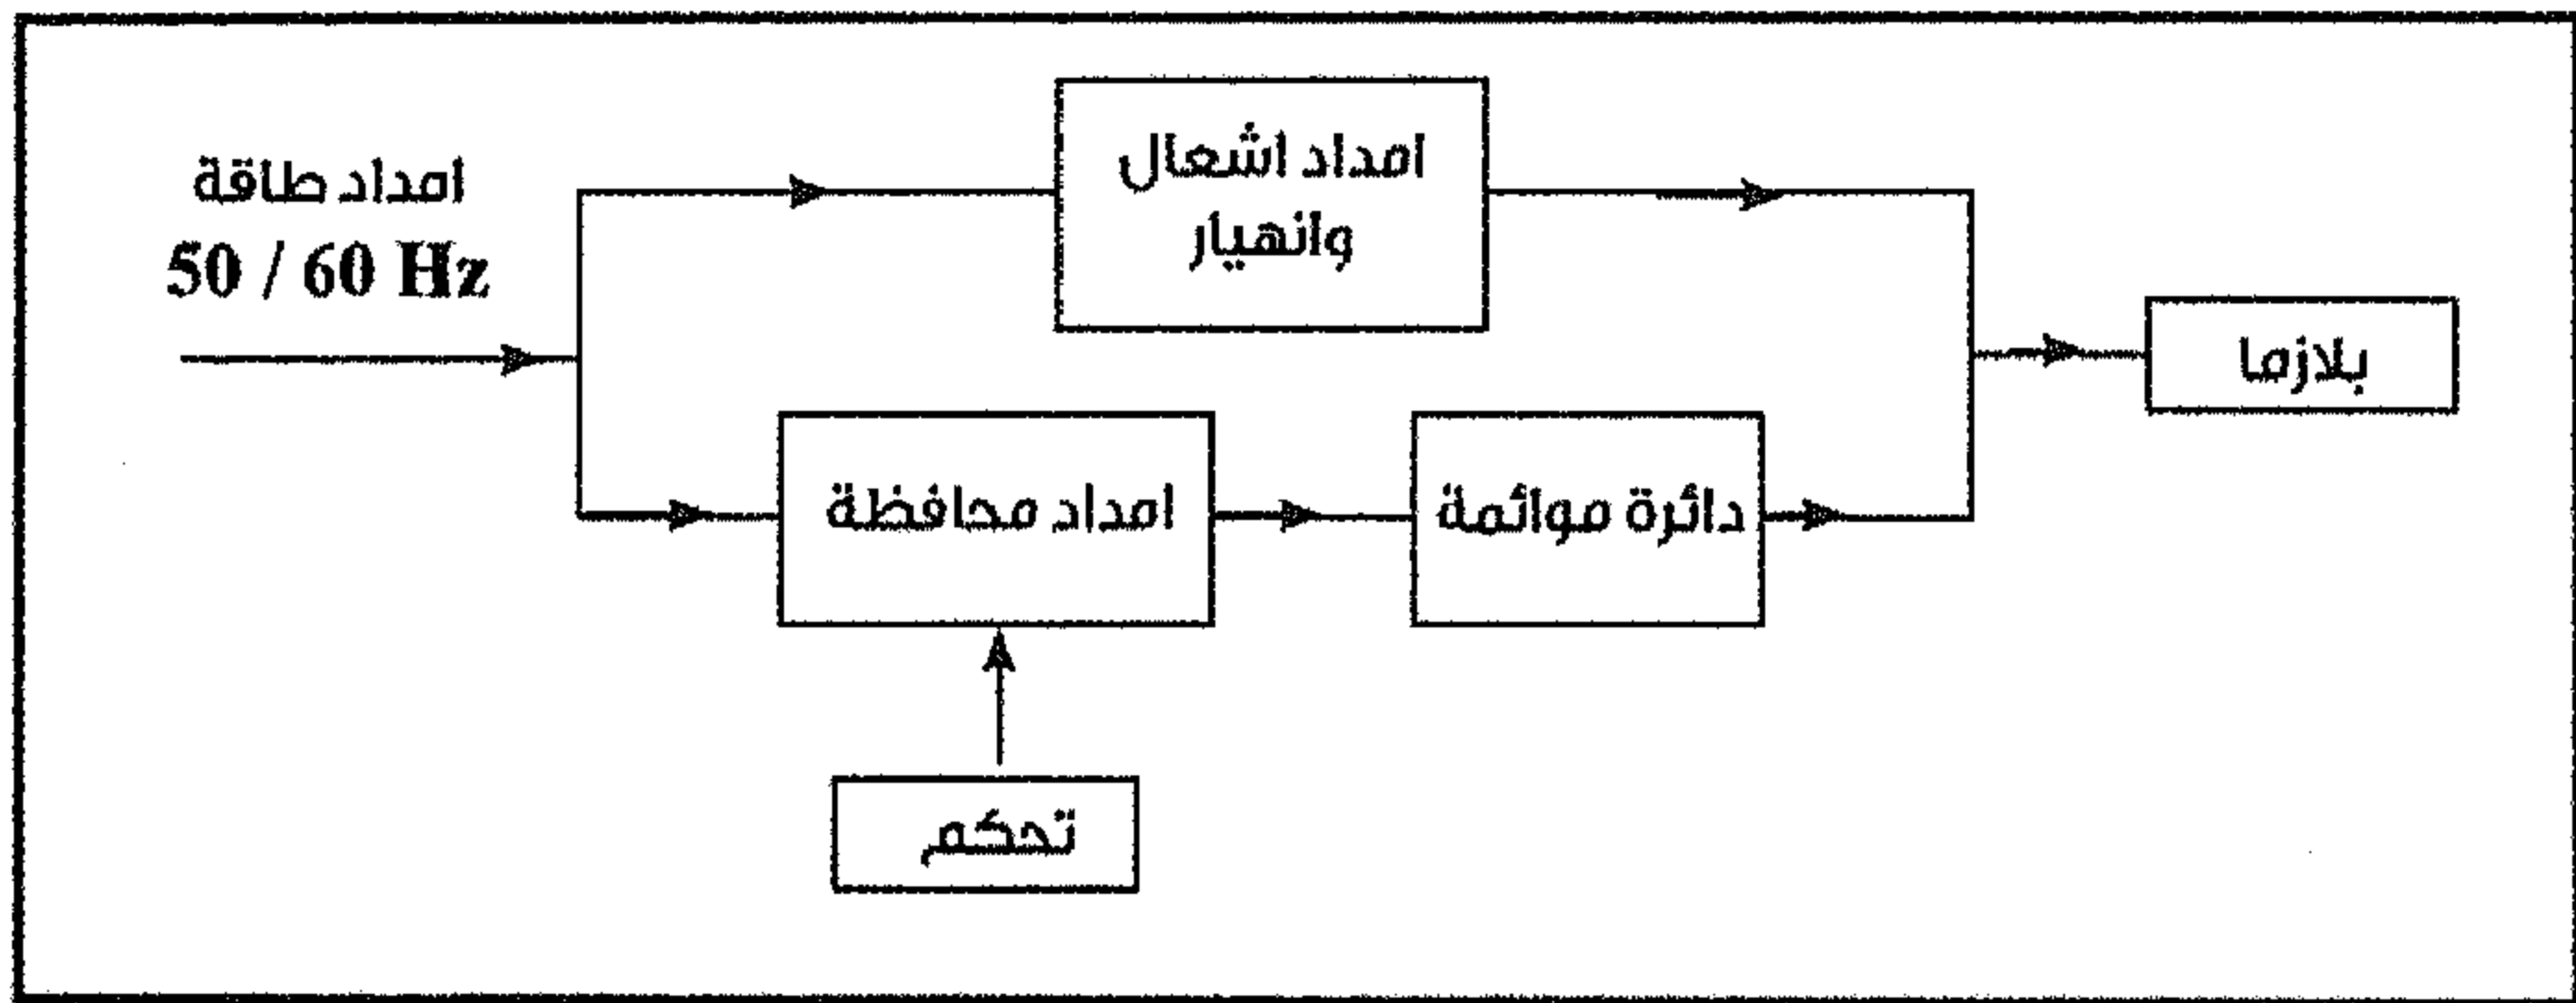 امداد اشعال
وانهيار
امداد طاقة
50 / 60 Hz
بلازما
امداد محافظة
دائرة موائمة
تحكم